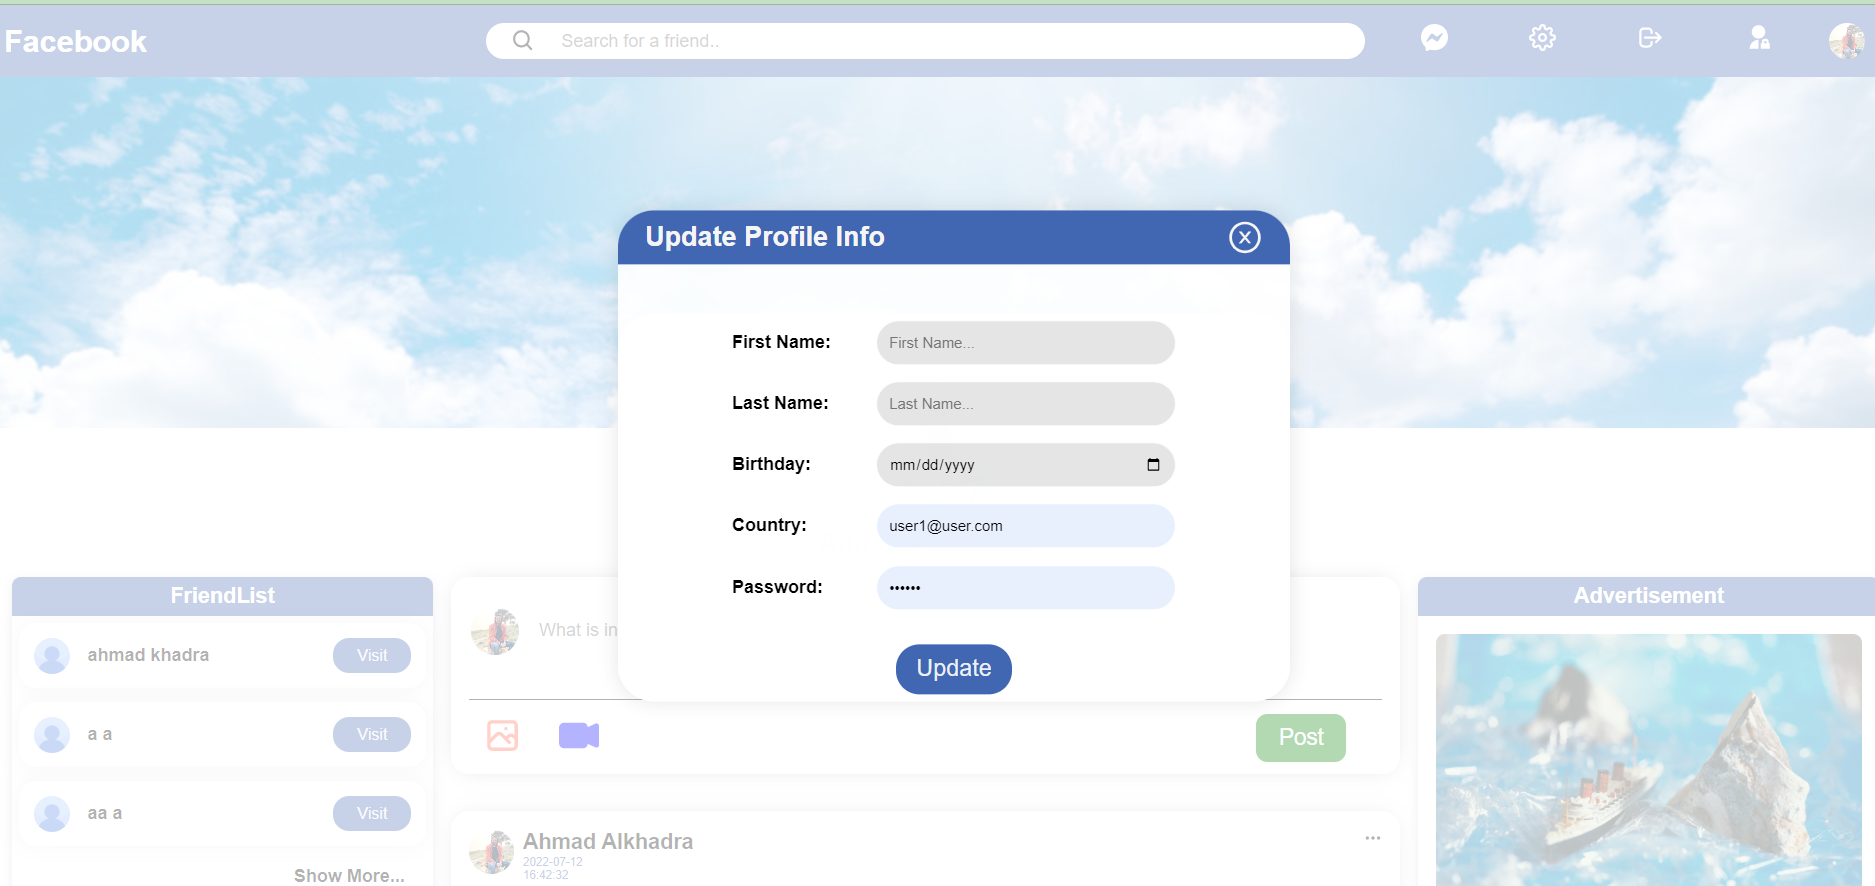 Facebook
Search for a friend..
Update Profile Info
First Name:
First Name...
Last Name:
Last Name...
Birthday:
mm/dd/yyyy
Country:
user1@user.com
Password:
••••••
Update
FriendList
ahmad khadra
Visit
a a
Visit
aa a
Visit
Show More...
What is in
Post
Ahmad Alkhadra
2022-07-12
16:42:32
Advertisement